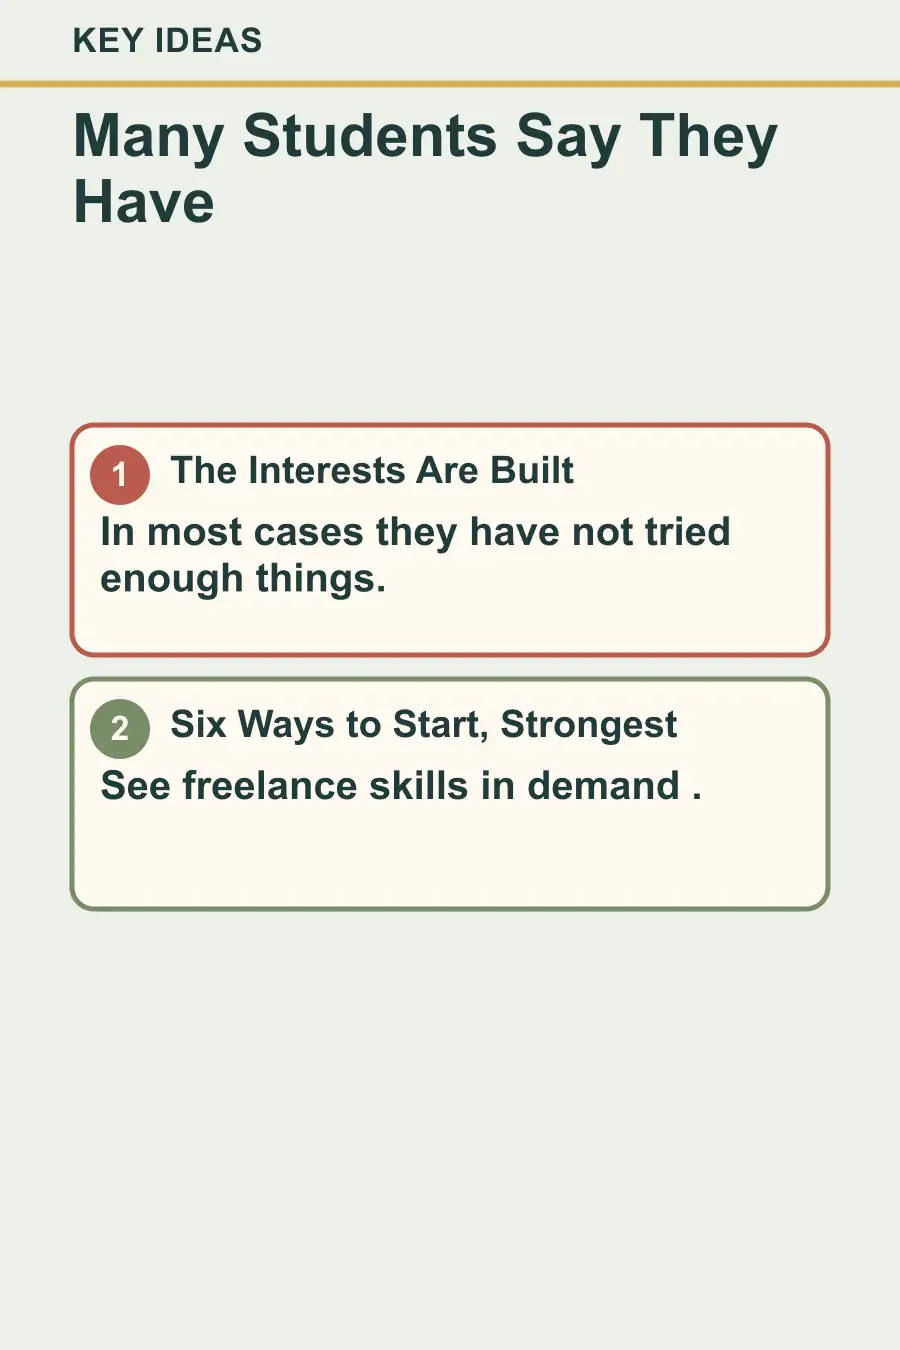 KEY IDEAS
Many Students Say They
Have
1 The Interests Are Built
In most cases they have not tried
enough things.
2 Six Ways to Start, Strongest
See freelance skills in demand .